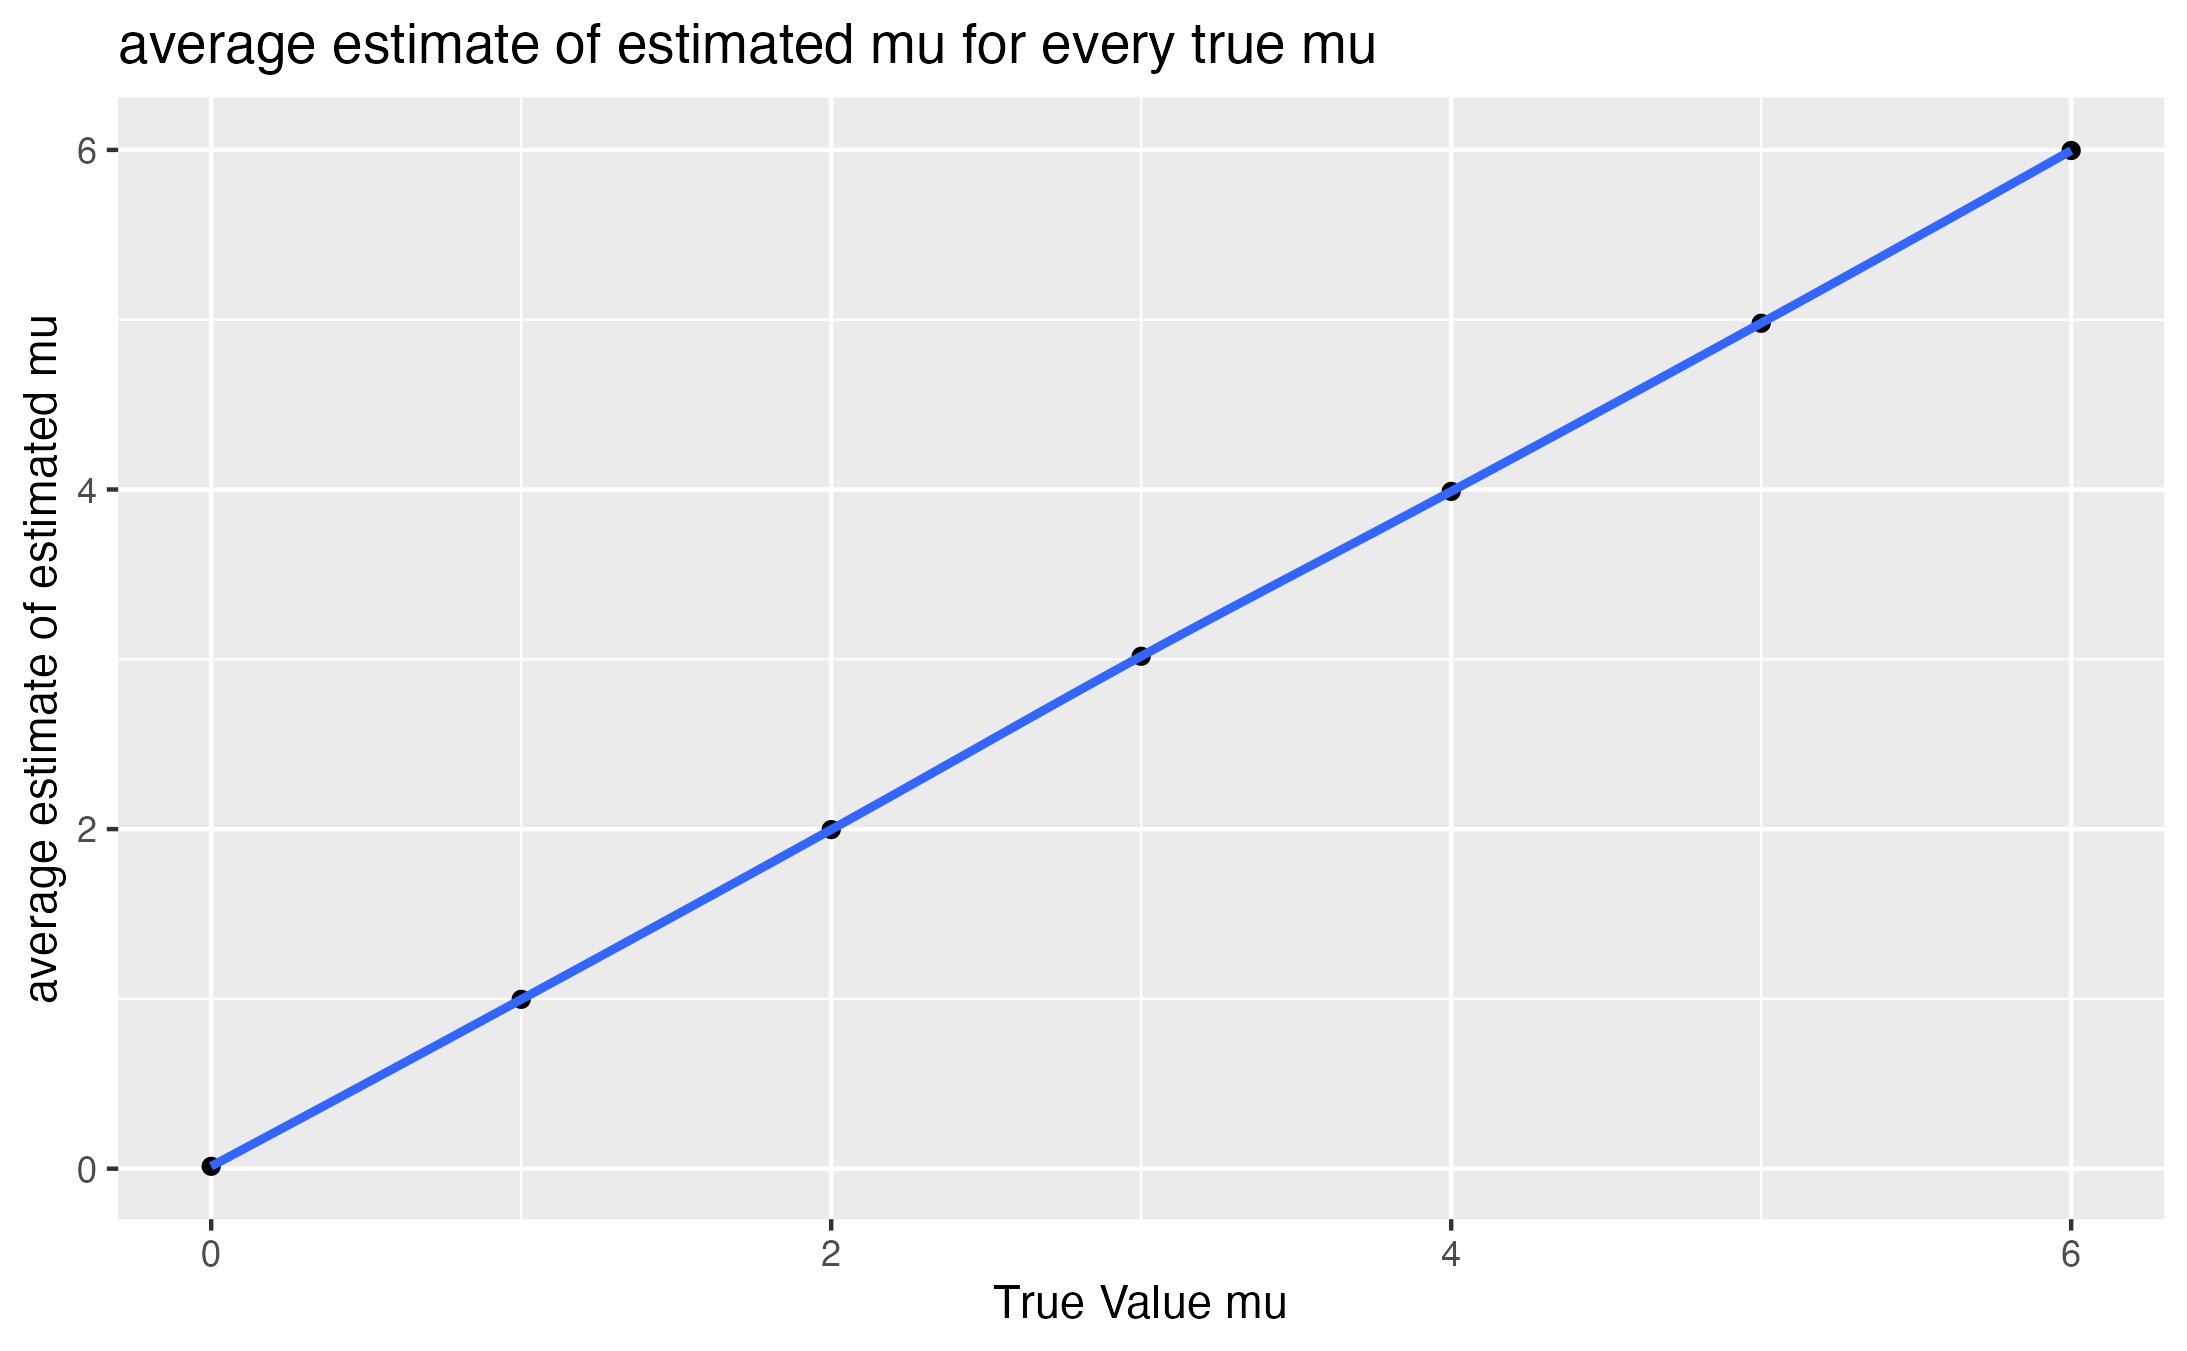 average estimate of estimated mu for every true mu
average estimate of estimated mu
6
4
2
0
0 2 4 6
True Value mu